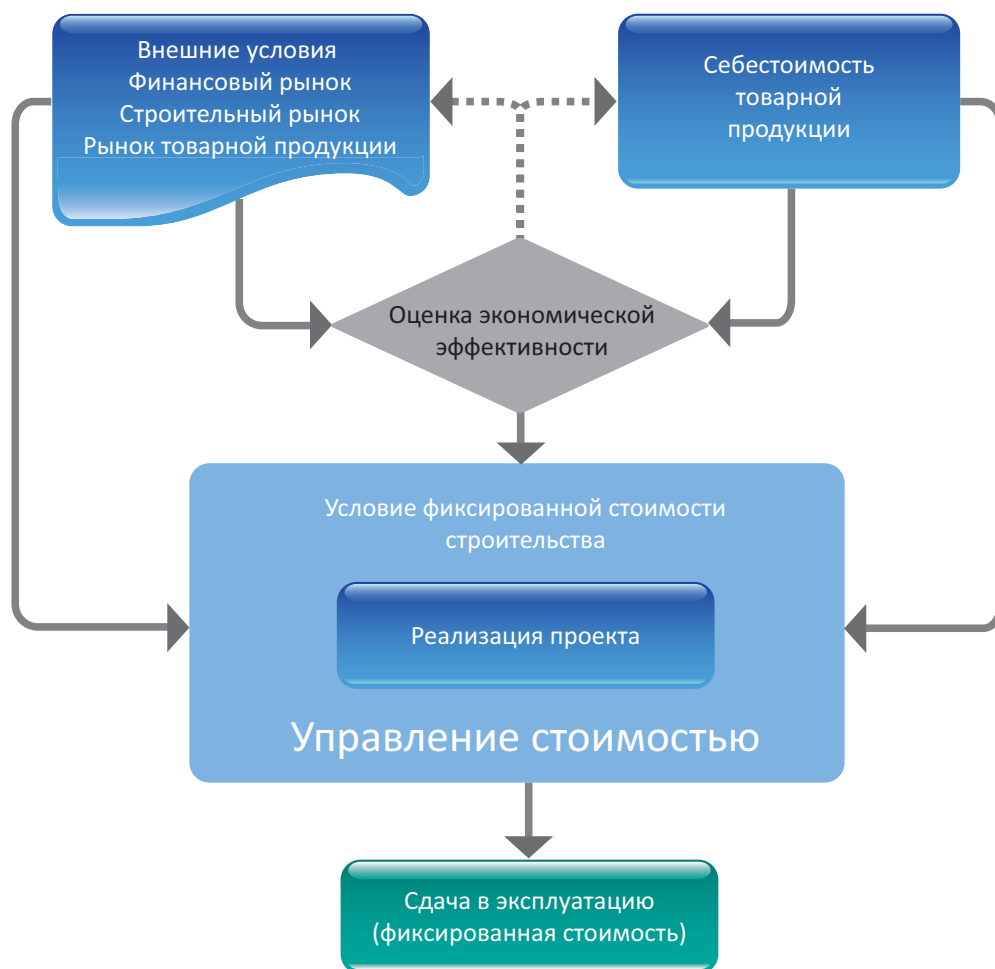 Внешние условия
Финансовый рынок
Строительный рынок
Рынок товарной продукции
Себестоимость
товарной
продукции
Оценка экономической
эффективности
Условие фиксированной стоимости
строительства
Реализация проекта
Управление стоимостью
Сдача в эксплуатацию
(фиксированная стоимость)